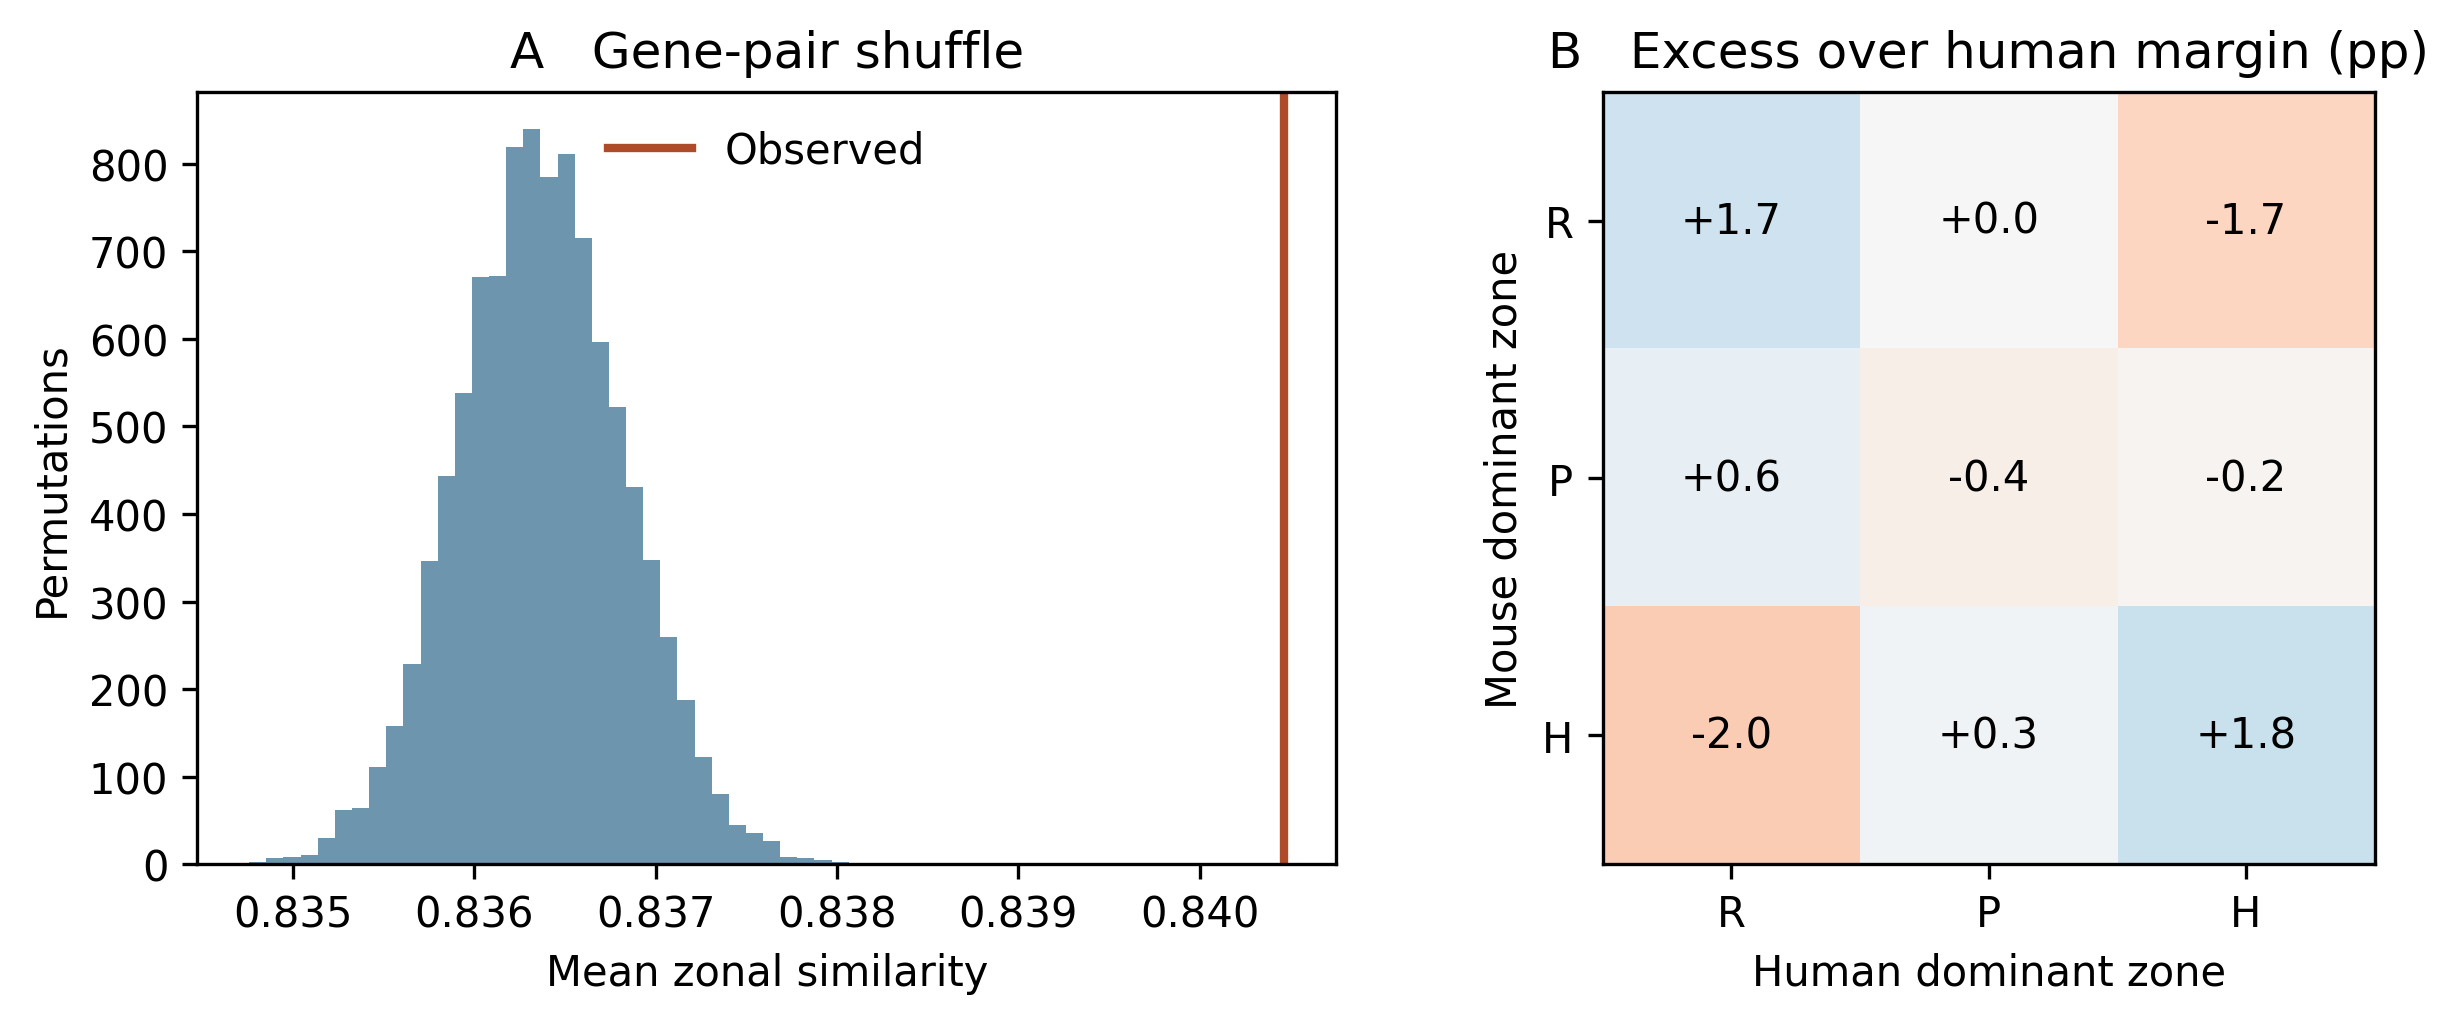 A Gene-pair shuffle
Observed
Permutations
800
700
600
500
400
300
200
100
0
0.835 0.836 0.837 0.838 0.839 0.840
Mean zonal similarity
B Excess over human margin (pp)
Mouse dominant zone
R +1.7 +0.0 -1.7
P +0.6 -0.4 -0.2
H -2.0 +0.3 +1.8
R P H
Human dominant zone